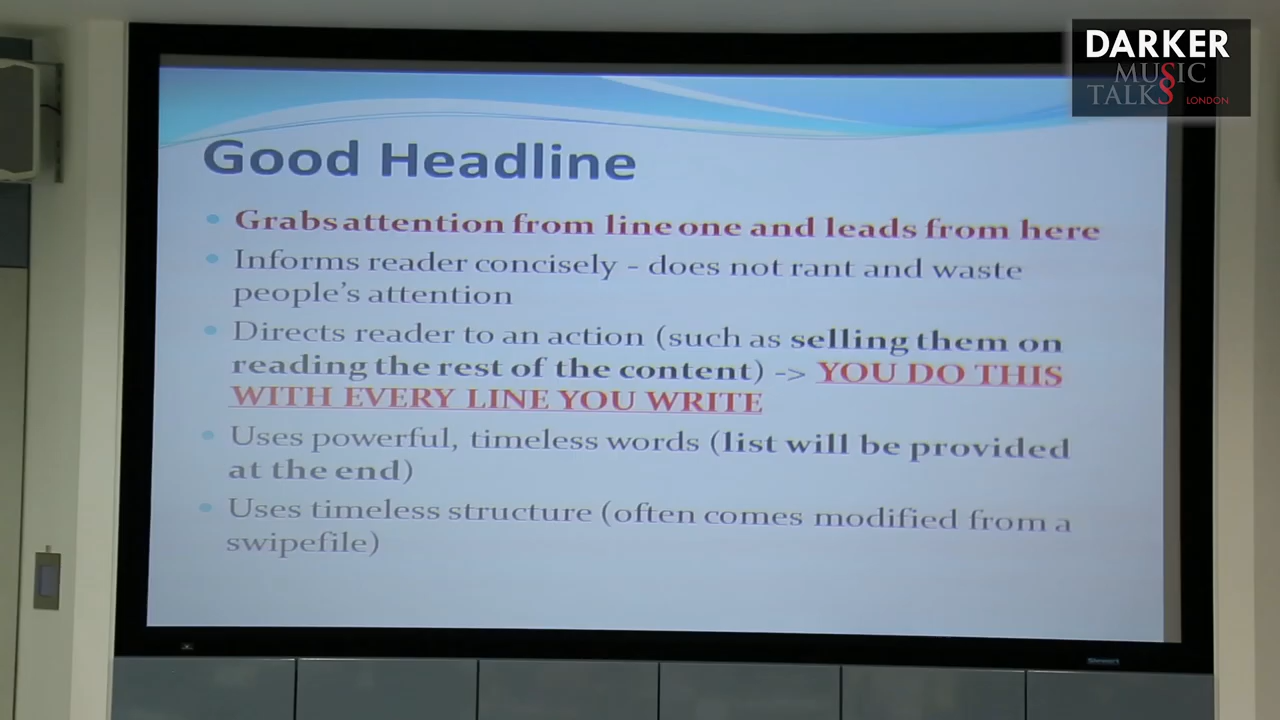 DARKER
MUSIC
TALKS LONDON
Good Headline
Grabs attention from line one and leads from here
Informs reader concisely – does not rant and waste
people's attention
Directs reader to an action (such as selling them on
reading the rest of the content) -> YOU DO THIS
WITH EVERY LINE YOU WRITE
Uses powerful, timeless words (list will be provided
at the end)
Uses timeless structure (often comes modified from a
swipefile)
Stewart